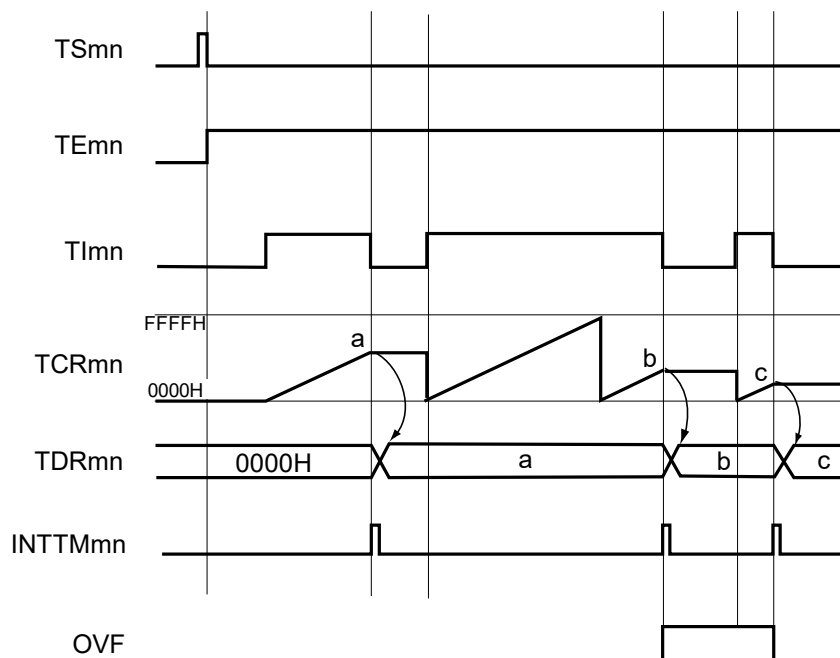 TSmn
TEmn
TImn
FFFFH
a
b
TCRmn
c
0000H
TDRmn
0000H
a
b
c
INTTMmn
OVF